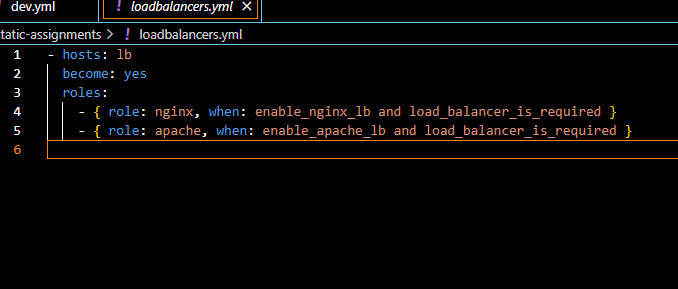 dev.yml ! loadbalancers.yml ×
tatic-assignments > ! loadbalancers.yml
1 - hosts: lb
2   become: yes
3   roles:
4     - { role: nginx, when: enable_nginx_lb and load_balancer_is_required }
5     - { role: apache, when: enable_apache_lb and load_balancer_is_required }
6